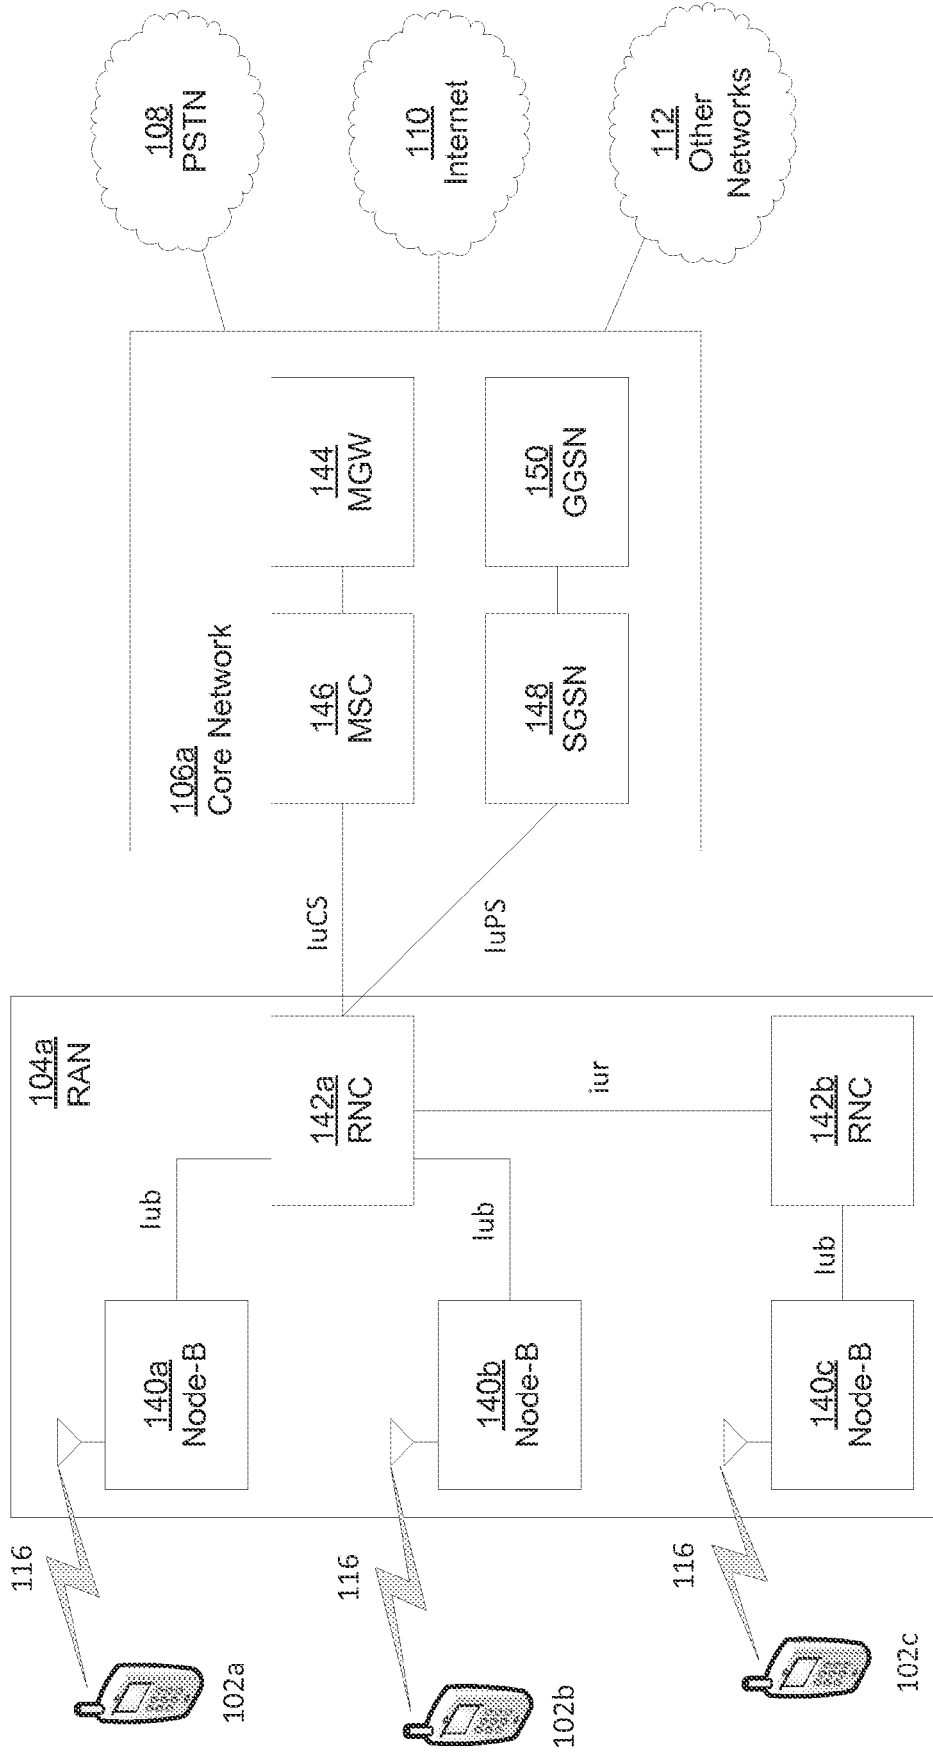 102a
116
140a
Node-B
Iub
104a
RAN
142a
RNC
IuCS
106a
Core Network
146
MSC
144
MGW
108
PSTN
102b
116
140b
Node-B
Iub
IuPS
148
SGSN
150
GGSN
110
Internet
iur
102c
116
140c
Node-B
Iub
142b
RNC
112
Other
Networks